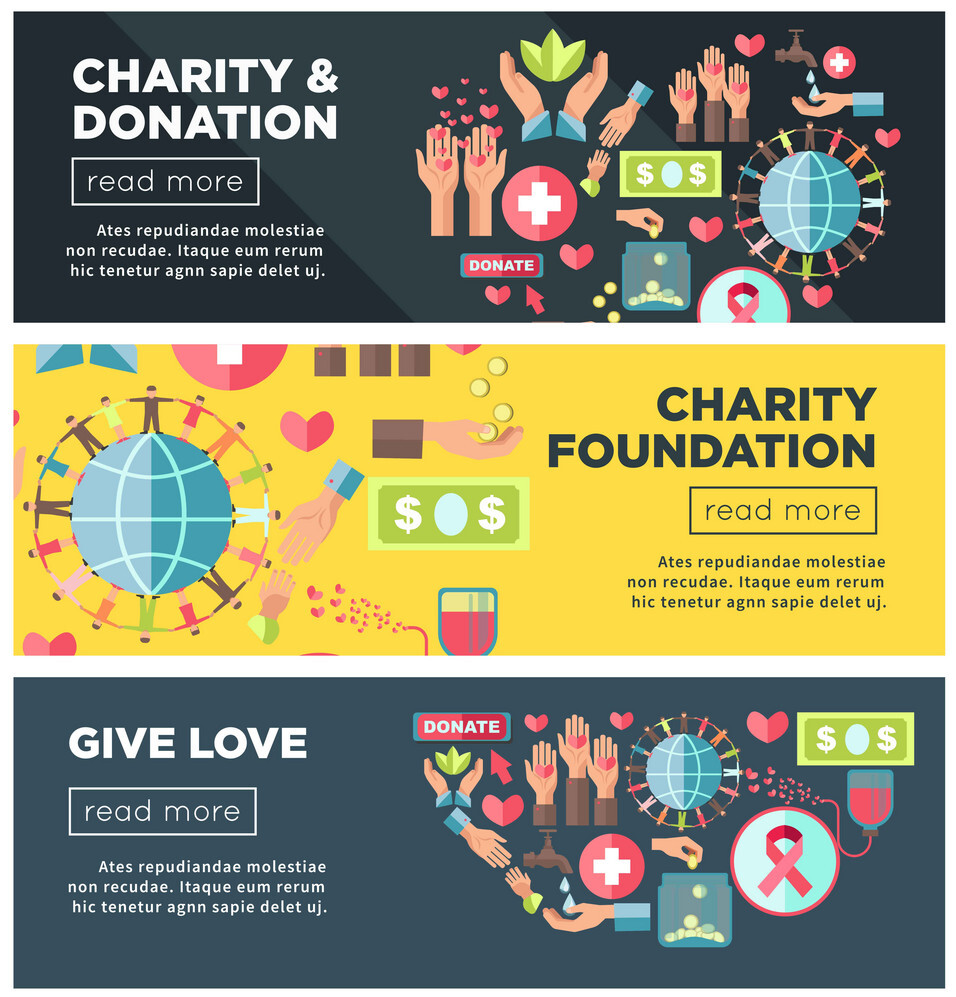 CHARITY &
DONATION
read more
Ates repudiandae molestiae
non recudae. Itaque eum rerum
hic tenetur agnn sapie delet uj.
$ $
DONATE
CHARITY
FOUNDATION
read more
Ates repudiandae molestiae
non recudae. Itaque eum rerum
hic tenetur agnn sapie delet uj.
$ $
GIVE LOVE
read more
Ates repudiandae molestiae
non recudae. Itaque eum rerum
hic tenetur agnn sapie delet uj.
DONATE
$ $